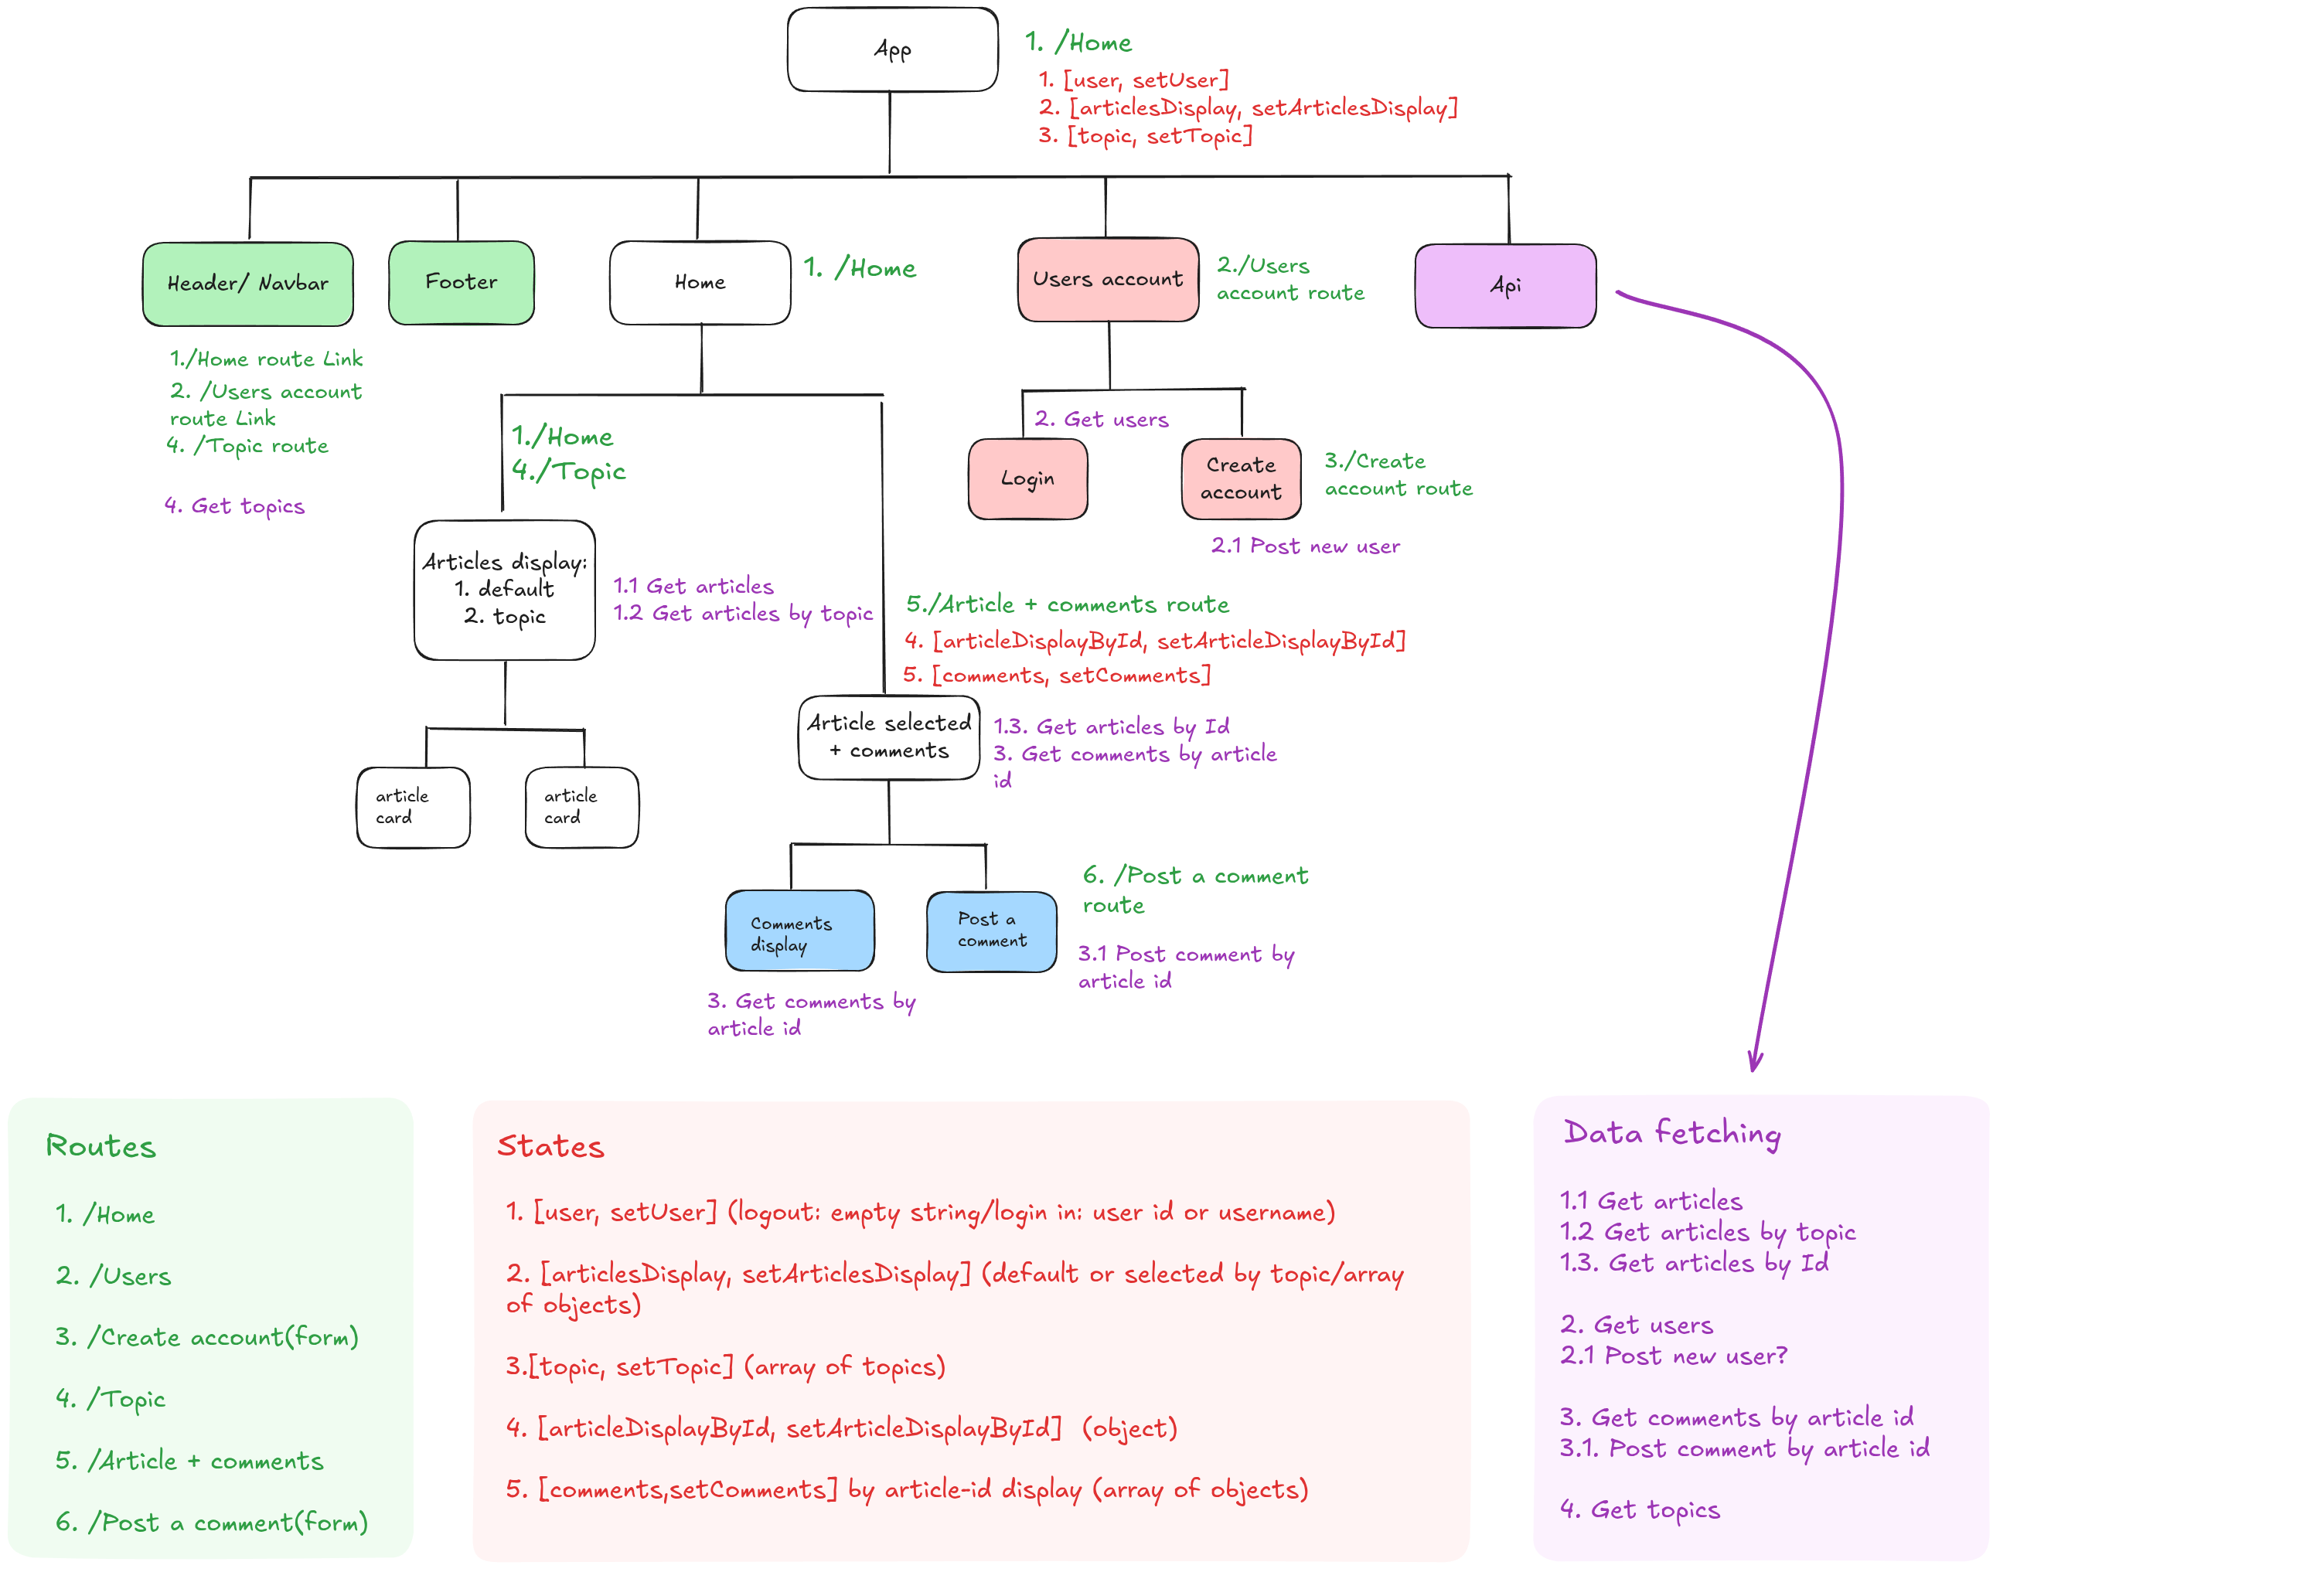 App
1. /Home
1. [user, setUser]
2. [articlesDisplay, setArticlesDisplay]
3. [topic, setTopic]
Header/ Navbar
Footer
Home
1. /Home
Users account
2./Users
account route
Api
1./Home route Link
2. /Users account
route Link
4. /Topic route
4. Get topics
1./Home
4./Topic
2. Get users
Login
Create
account
3./Create
account route
2.1 Post new user
Articles display:
1. default
2. topic
1.1 Get articles
1.2 Get articles by topic
5./Article + comments route
4. [articleDisplayById, setArticleDisplayById]
5. [comments, setComments]
Article selected
+ comments
1.3. Get articles by Id
3. Get comments by article
id
article
card
article
card
Comments
display
Post a
comment
6. /Post a comment
route
3.1 Post comment by
article id
3. Get comments by
article id
Routes
1. /Home
2. /Users
3. /Create account(form)
4. /Topic
5. /Article + comments
6. /Post a comment(form)
States
1. [user, setUser] (logout: empty string/login in: user id or username)
2. [articlesDisplay, setArticlesDisplay] (default or selected by topic/array
of objects)
3.[topic, setTopic] (array of topics)
4. [articleDisplayById, setArticleDisplayById] (object)
5. [comments,setComments] by article-id display (array of objects)
Data fetching
1.1 Get articles
1.2 Get articles by topic
1.3. Get articles by Id
2. Get users
2.1 Post new user?
3. Get comments by article id
3.1. Post comment by article id
4. Get topics